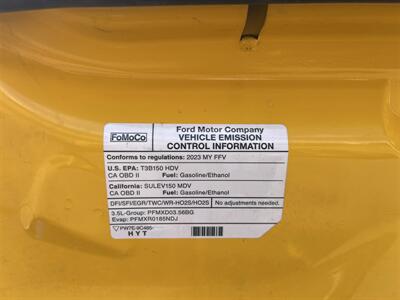 FoMoCo
Ford Motor Company
VEHICLE EMISSION
CONTROL INFORMATION
Conforms to regulations: 2023 MY FFV
U.S. EPA: T3B150 HDV
CA OBD II Fuel: Gasoline/Ethanol
California: SULEV150 MDV
CA OBD II Fuel: Gasoline/Ethanol
DFI/SFI/EGR/TWC/WR-HO2S/HO2S No adjustments needed.
3.5L-Group: PFMXD03.56BG
Evap: PFMXR0185NDJ
PW7E-9C485-
HYT